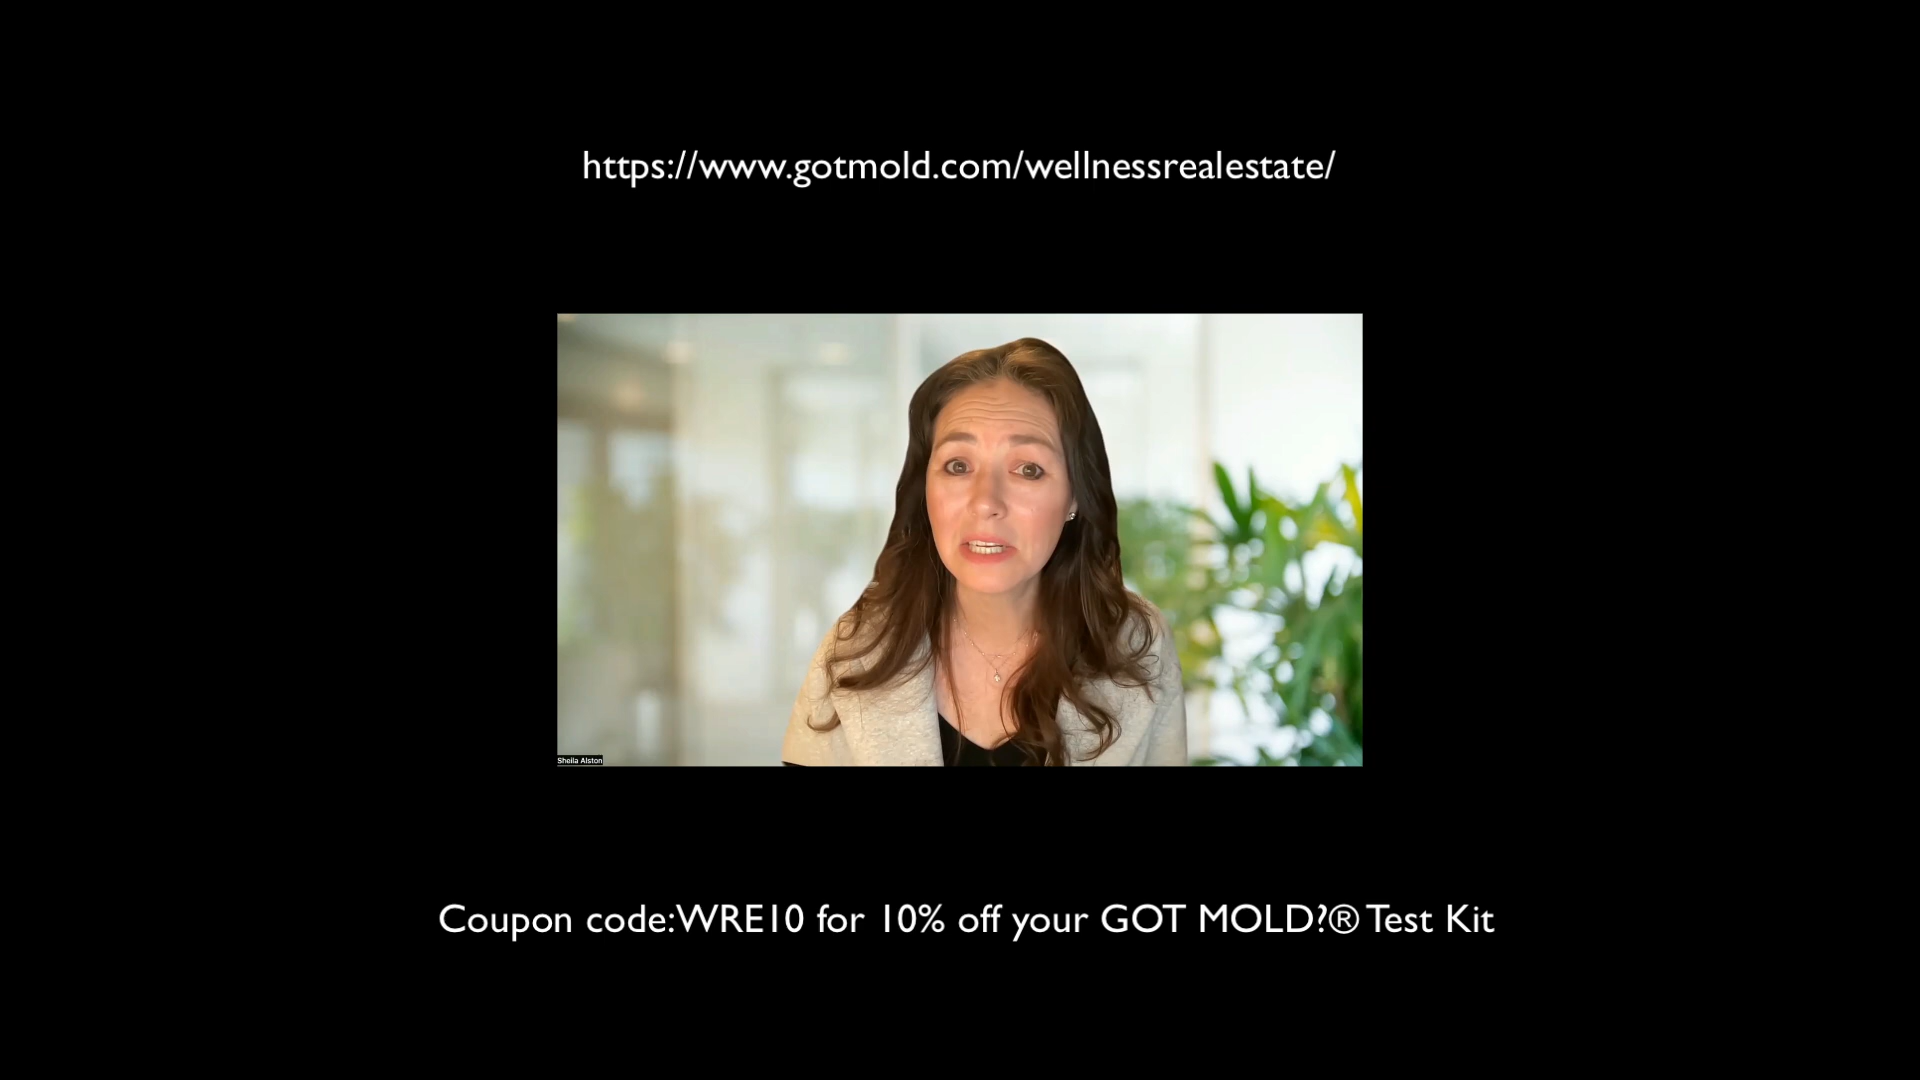 https://www.gotmold.com/wellnessrealestate/
Sheila Alston
Coupon code:WRE10 for 10% off your GOT MOLD?® Test Kit